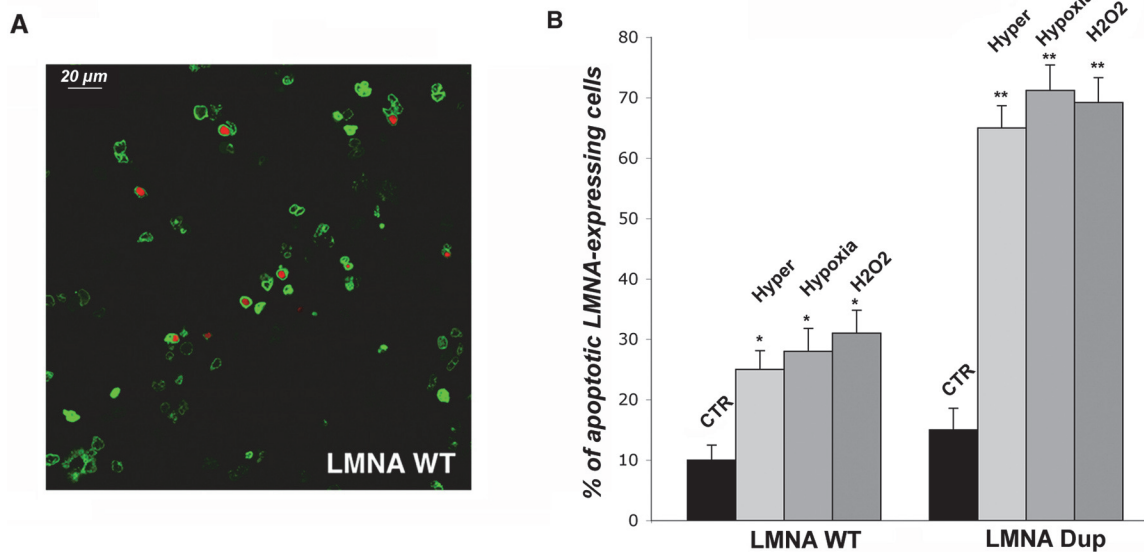 A
20 µm
LMNA WT
B
% of apoptotic LMNA-expressing cells
80
70
60
50
40
30
20
10
0
CTR
Hyper
Hypoxia
H2O2
*
*
*
CTR
Hyper
Hypoxia
H2O2
**
**
**
LMNA WT
LMNA Dup